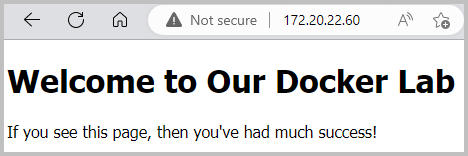 Not secure 172.20.22.60
Welcome to Our Docker Lab
If you see this page, then you've had much success!